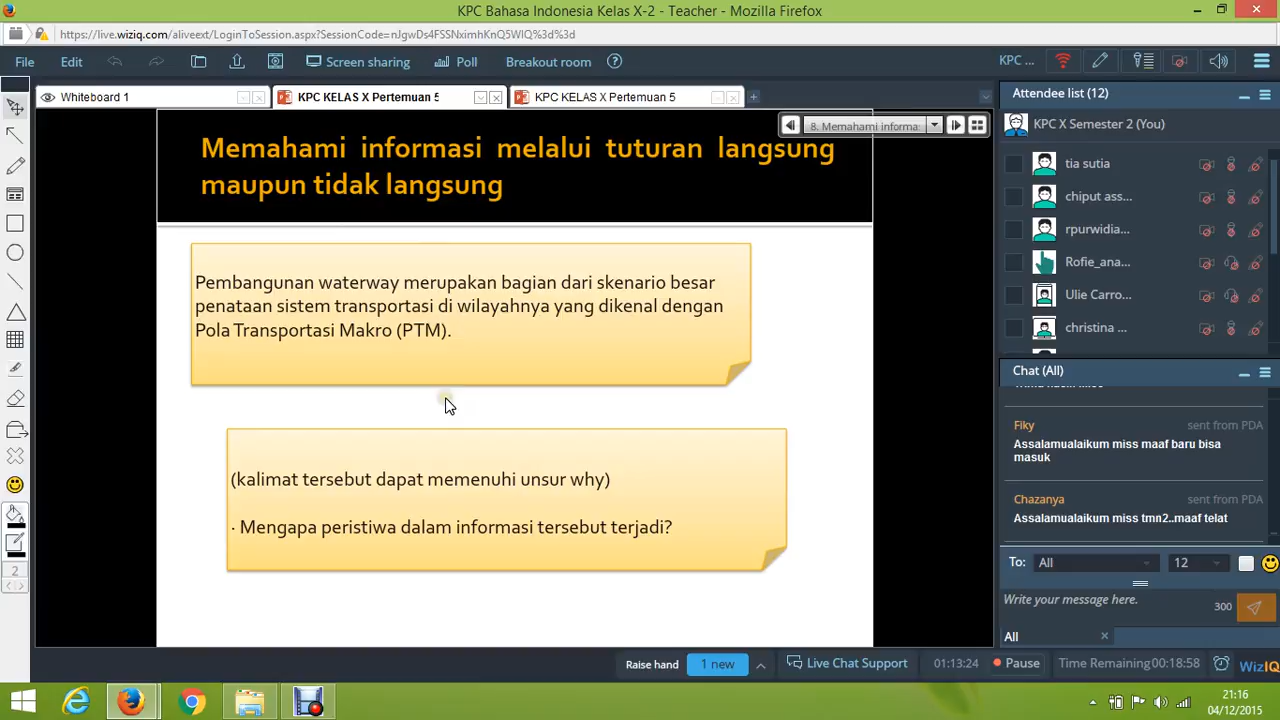 KPC Bahasa Indonesia Kelas X-2 - Teacher - Mozilla Firefox
https://live.wiziq.com/aliveext/LoginToSession.aspx?SessionCode=nJgwDs4FSSNximhKnQ5WIQ%3d%3d
File Edit Screen sharing Poll Breakout room ? KPC ...
Whiteboard 1
KPC KELAS X Pertemuan 5
KPC KELAS X Pertemuan 5
8. Memahami informa:
Memahami informasi melalui tuturan langsung
maupun tidak langsung
Pembangunan waterway merupakan bagian dari skenario besar
penataan sistem transportasi di wilayahnya yang dikenal dengan
Pola Transportasi Makro (PTM).
(kalimat tersebut dapat memenuhi unsur why)
· Mengapa peristiwa dalam informasi tersebut terjadi?
2
Attendee list (12)
KPC X Semester 2 (You)
tia sutia
chiput ass...
rpurwidia...
Rofie_ana...
Ulie Carro...
christina ...
Chat (All)
Fiky sent from PDA
Assalamualaikum miss maaf baru bisa
masuk
Chazanya sent from PDA
Assalamualaikum miss tmn2..maaf telat
To: All 12
Write your message here.
300
All
Raise hand 1 new Live Chat Support 01:13:24 Pause Time Remaining 00:18:58 WizIQ
21:16
04/12/2015